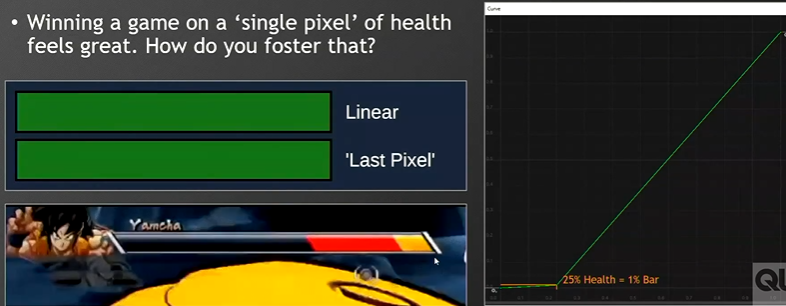 • Winning a game on a ‘single pixel’ of health
feels great. How do you foster that?
Linear
'Last Pixel'
Yamcha
Curve
25% Health = 1% Bar